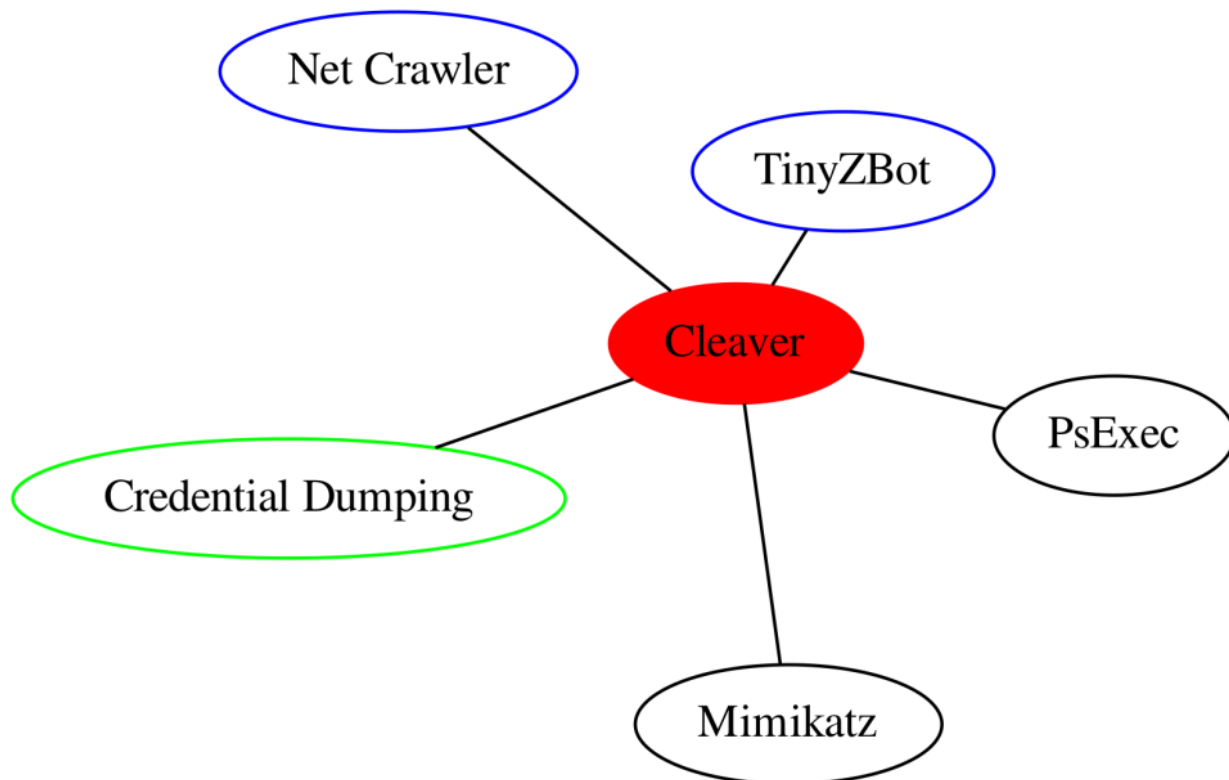 Net Crawler
TinyZBot
Cleaver
PsExec
Credential Dumping
Mimikatz